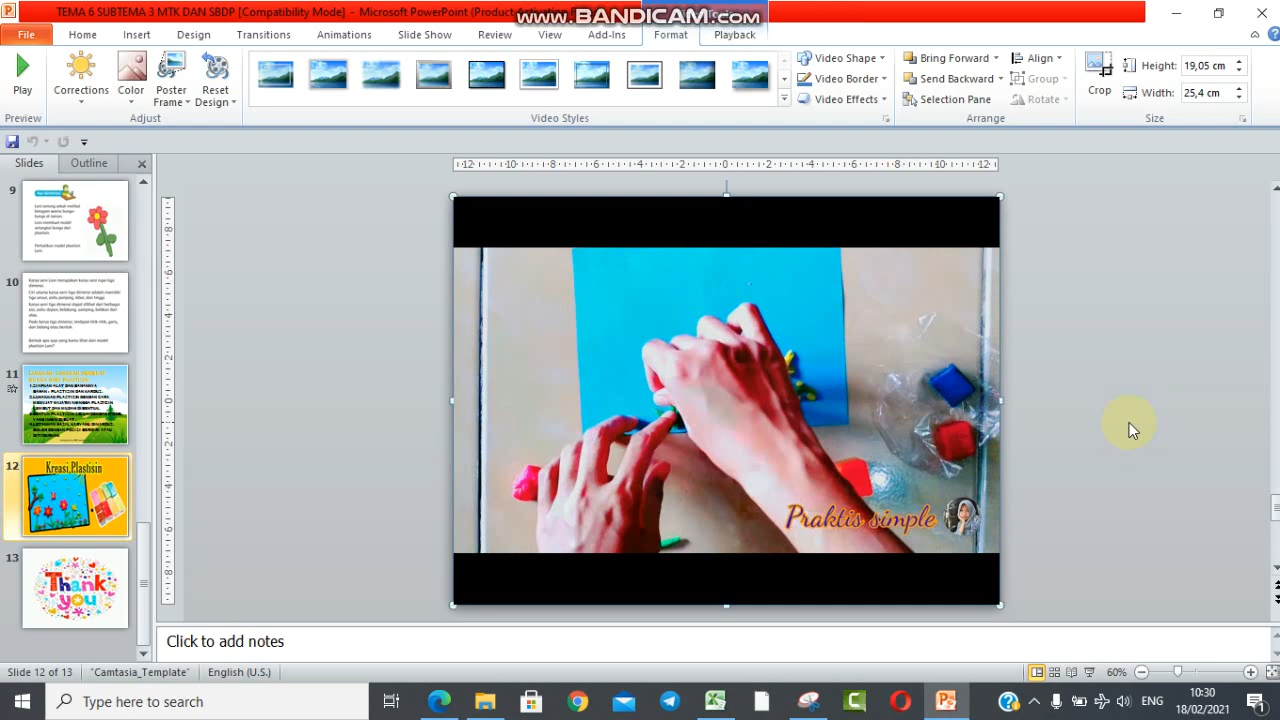 TEMA 6 SUBTEMA 3 MTK DAN SBDP [Compatibility Mode] - Microsoft PowerPoint (Product Activation
www.BANDICAM.com
File Home Insert Design Transitions Animations Slide Show Review View Add-Ins Format Playback
Play
Corrections
Color
Poster Frame
Reset Design
Video Shape
Video Border
Video Effects
Bring Forward
Send Backward
Selection Pane
Align
Group
Rotate
Crop
Height: 19,05 cm
Width: 25,4 cm
Preview Adjust Video Styles Arrange Size
Slides Outline
9
10
11
12
Kreasi Plastisin
13
Thank
you
Praktis simple
Click to add notes
Slide 12 of 13 "Camtasia_Template" English (U.S.) 60%
Type here to search
ENG
10:30
18/02/2021